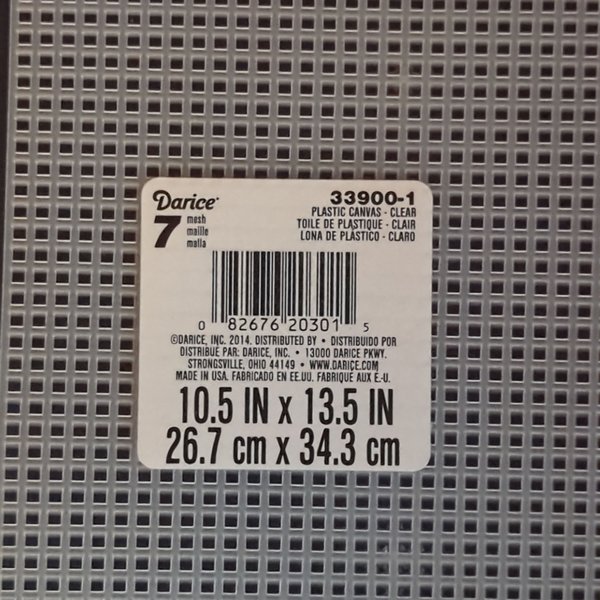 Darice 33900-1
7 mesh maille malla
PLASTIC CANVAS - CLEAR
TOILE DE PLASTIQUE - CLAIR
LONA DE PLÁSTICO - CLARO
0 82676 20301 5
©DARICE, INC. 2014. DISTRIBUTED BY • DISTRIBUIDO POR
DISTRIBUÉ PAR: DARICE, INC. • 13000 DARICE PKWY.
STRONGSVILLE, OHIO 44149 • WWW.DARICE.COM
MADE IN USA. FABRICADO EN EE.UU. FABRIQUÉ AUX É.-U.
10.5 IN x 13.5 IN
26.7 cm x 34.3 cm